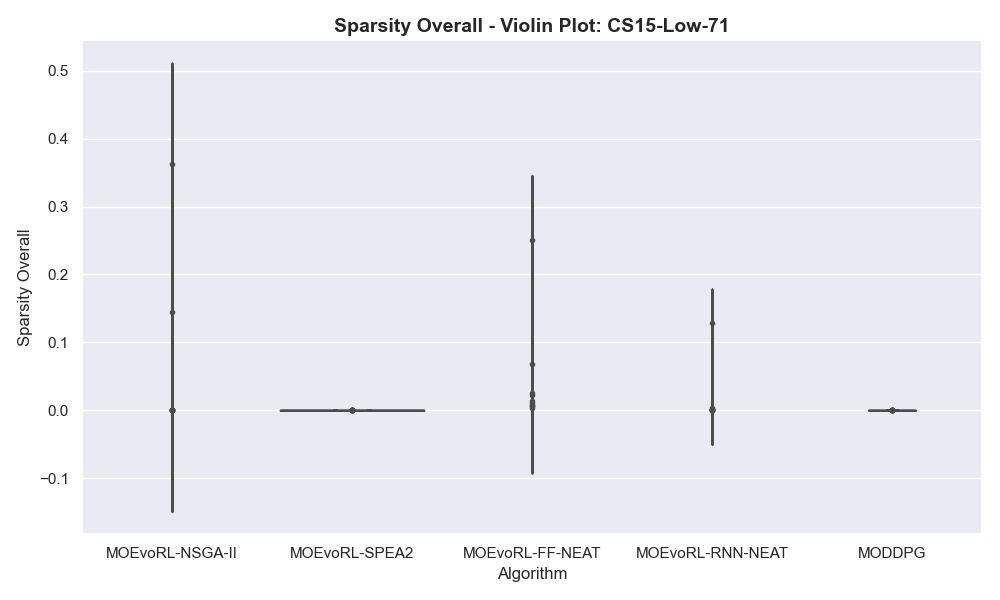 Sparsity Overall - Violin Plot: CS15-Low-71
Sparsity Overall
0.5
0.4
0.3
0.2
0.1
0.0
−0.1
MOEvoRL-NSGA-II
MOEvoRL-SPEA2
MOEvoRL-FF-NEAT
MOEvoRL-RNN-NEAT
MODDPG
Algorithm